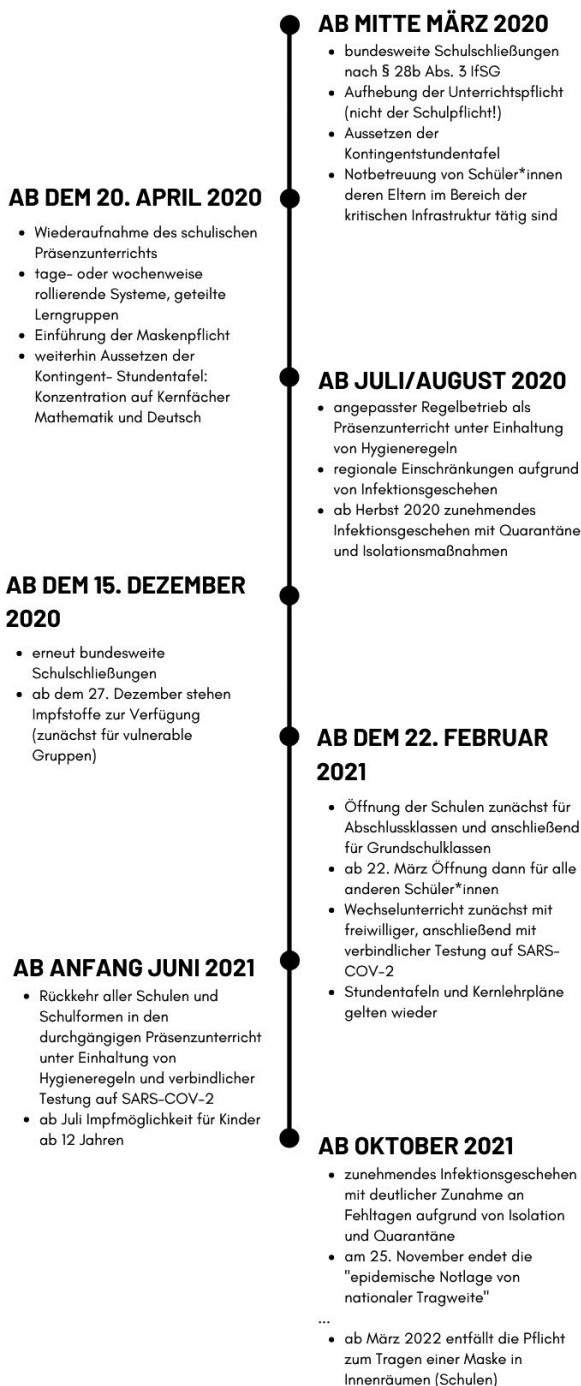 AB MITTE MÄRZ 2020
• bundesweite Schulschließungen
nach § 28b Abs. 3 IfSG
• Aufhebung der Unterrichtspflicht
(nicht der Schulpflicht!)
• Aussetzen der
Kontingentstundentafel
• Notbetreuung von Schüler*innen
deren Eltern im Bereich der
kritischen Infrastruktur tätig sind
AB DEM 20. APRIL 2020
• Wiederaufnahme des schulischen
Präsenzunterrichts
• tage- oder wochenweise
rollierende Systeme, geteilte
Lerngruppen
• Einführung der Maskenpflicht
• weiterhin Aussetzen der
Kontingent- Stundentafel:
Konzentration auf Kernfächer
Mathematik und Deutsch
AB JULI/AUGUST 2020
• angepasster Regelbetrieb als
Präsenzunterricht unter Einhaltung
von Hygieneregeln
• regionale Einschränkungen aufgrund
von Infektionsgeschehen
• ab Herbst 2020 zunehmendes
Infektionsgeschehen mit Quarantäne
und Isolationsmaßnahmen
AB DEM 15. DEZEMBER
2020
• erneut bundesweite
Schulschließungen
• ab dem 27. Dezember stehen
Impfstoffe zur Verfügung
(zunächst für vulnerable
Gruppen)
AB DEM 22. FEBRUAR
2021
• Öffnung der Schulen zunächst für
Abschlussklassen und anschließend
für Grundschulklassen
• ab 22. März Öffnung dann für alle
anderen Schüler*innen
• Wechselunterricht zunächst mit
freiwilliger, anschließend mit
verbindlicher Testung auf SARS-
COV-2
• Stundentafeln und Kernlehrpläne
gelten wieder
AB ANFANG JUNI 2021
• Rückkehr aller Schulen und
Schulformen in den
durchgängigen Präsenzunterricht
unter Einhaltung von
Hygieneregeln und verbindlicher
Testung auf SARS-COV-2
• ab Juli Impfmöglichkeit für Kinder
ab 12 Jahren
AB OKTOBER 2021
• zunehmendes Infektionsgeschehen
mit deutlicher Zunahme an
Fehltagen aufgrund von Isolation
und Quarantäne
• am 25. November endet die
"epidemische Notlage von
nationaler Tragweite"
...
• ab März 2022 entfällt die Pflicht
zum Tragen einer Maske in
Innenräumen (Schulen)